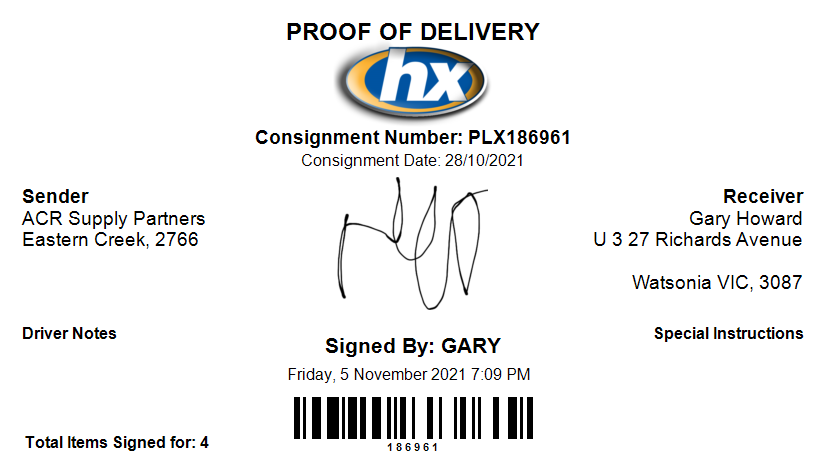 PROOF OF DELIVERY
hx
Consignment Number: PLX186961
Consignment Date: 28/10/2021
Sender
ACR Supply Partners
Eastern Creek, 2766
Receiver
Gary Howard
U 3 27 Richards Avenue
Watsonia VIC, 3087
Driver Notes
Special Instructions
Signed By: GARY
Friday, 5 November 2021 7:09 PM
186961
Total Items Signed for: 4